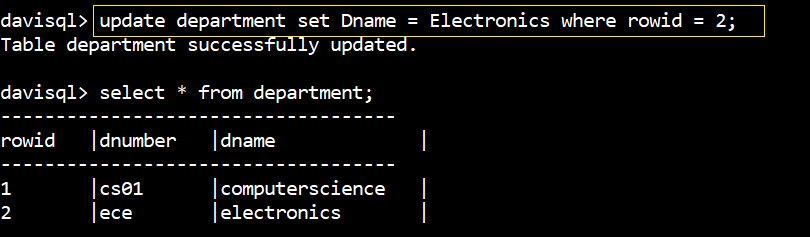 davisql> update department set Dname = Electronics where rowid = 2;
Table department successfully updated.
davisql> select * from department;
------------------------------------
rowid |dnumber |dname |
------------------------------------
1 |cs01 |computerscience |
2 |ece |electronics |